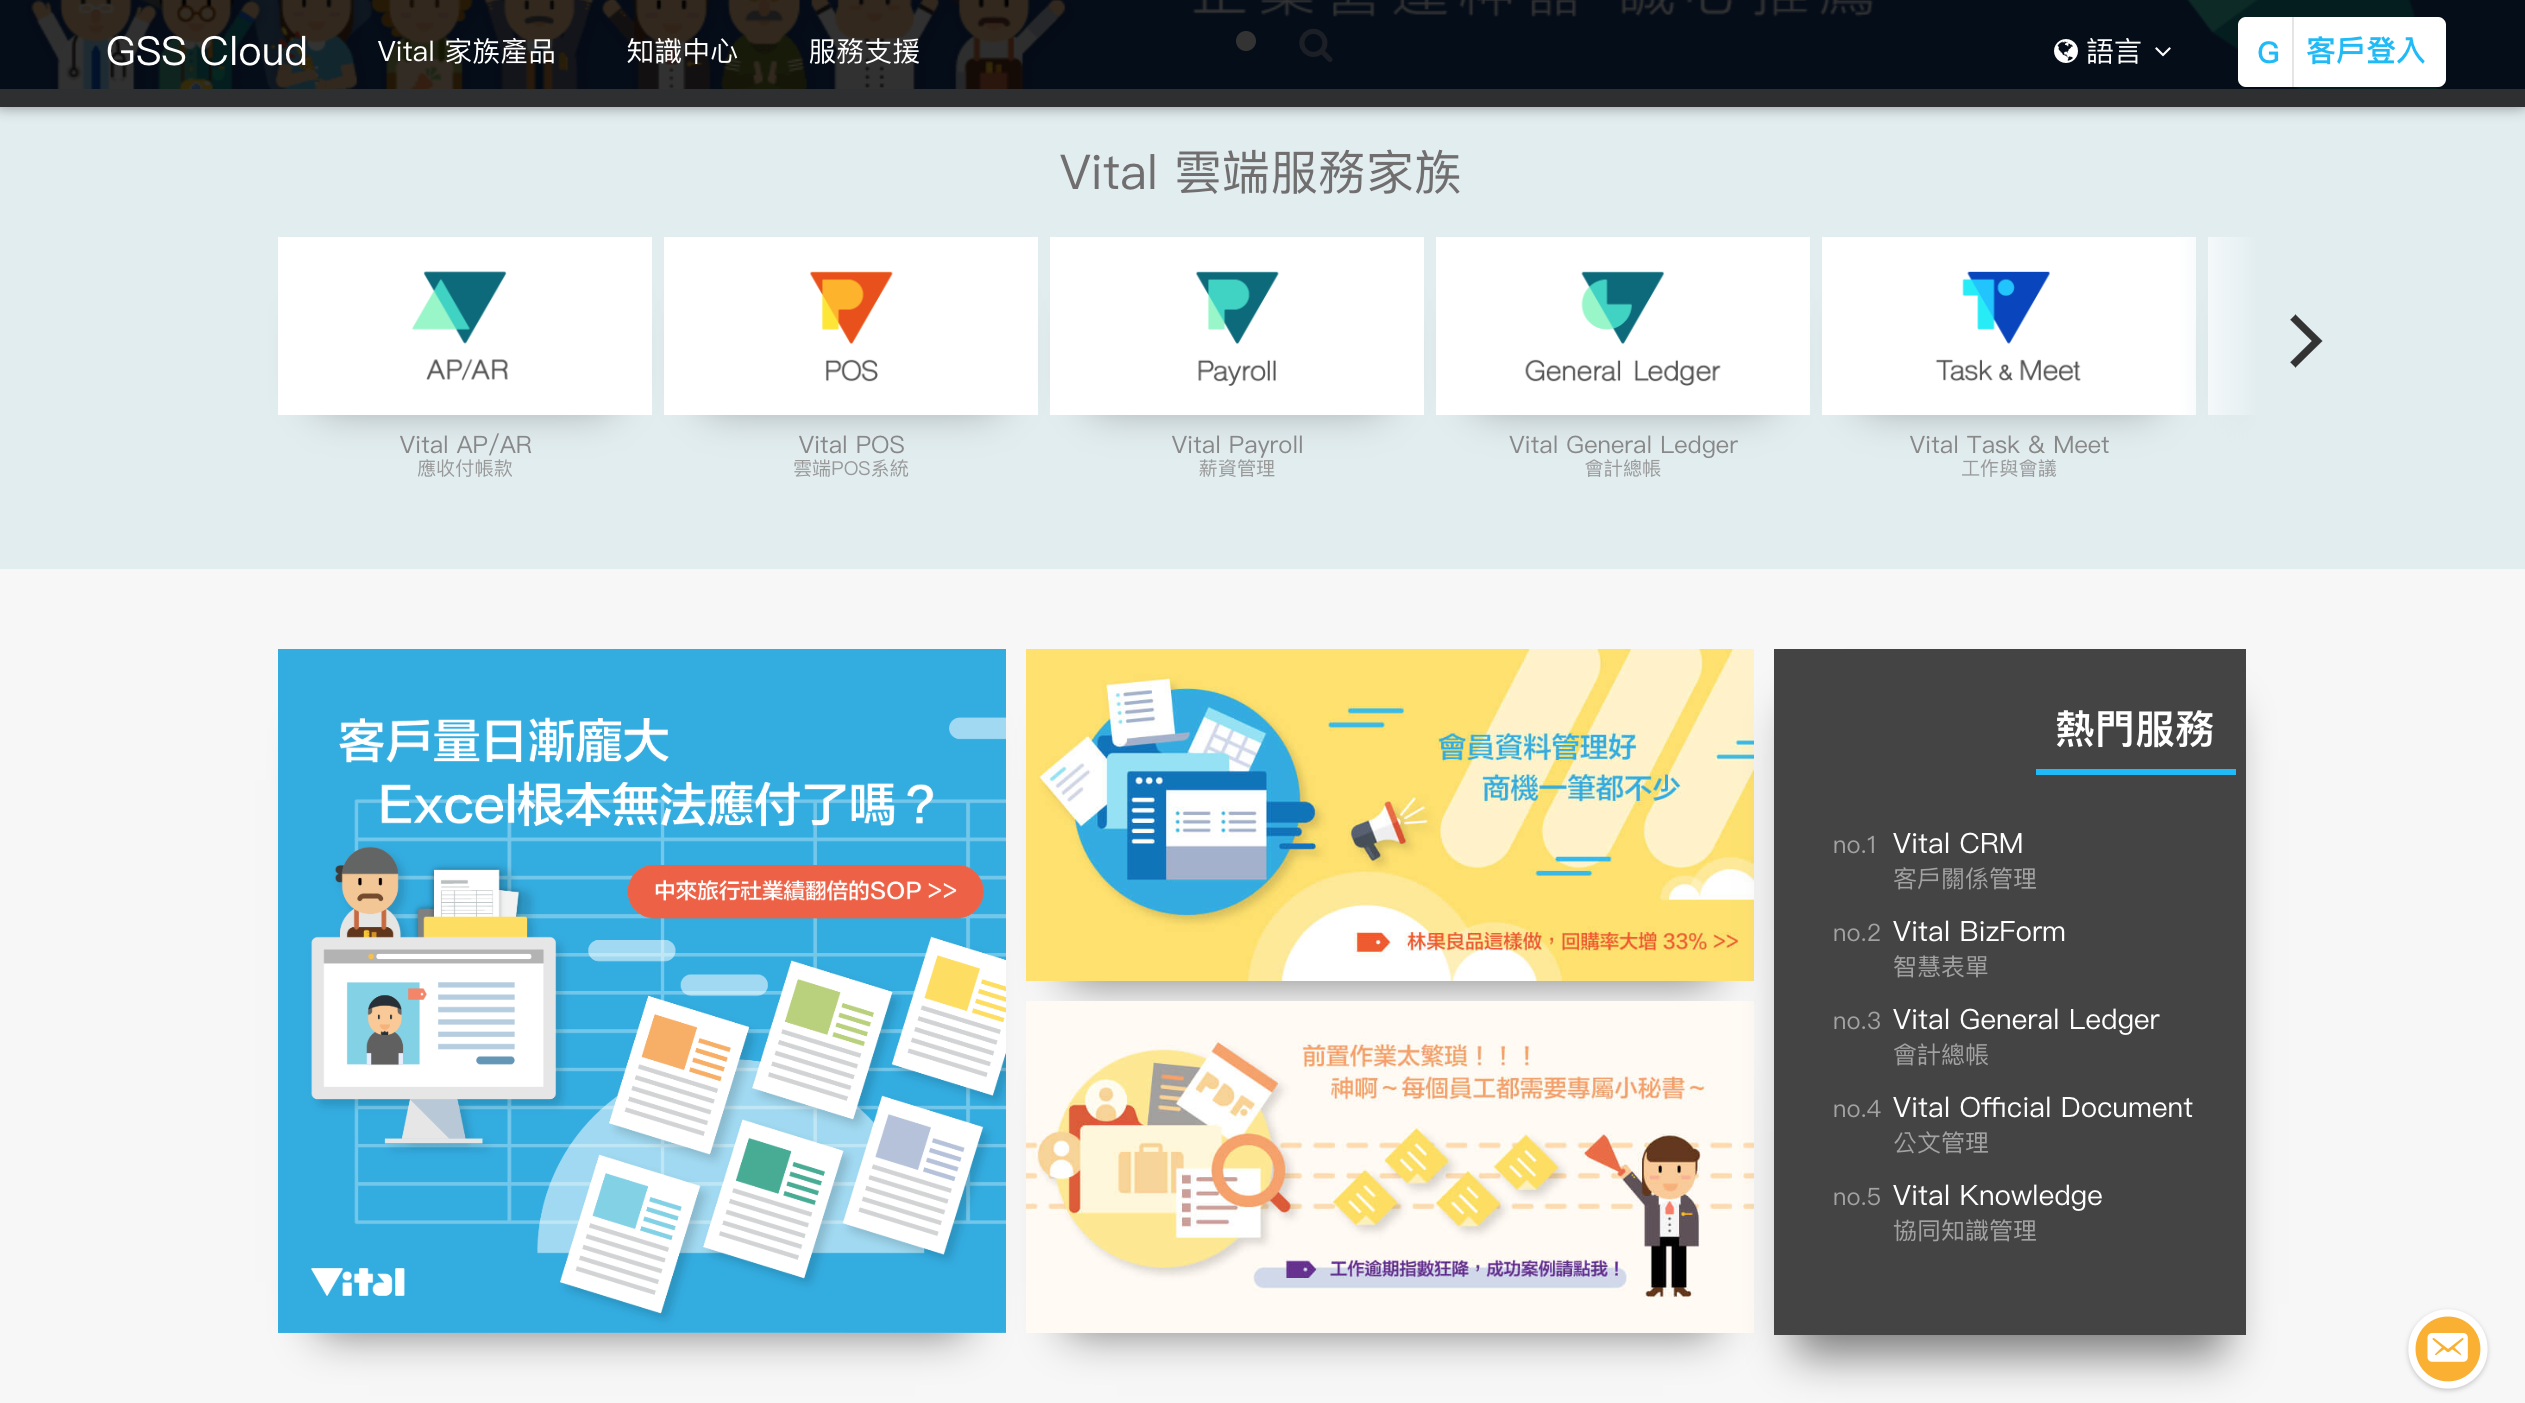 GSS Cloud
Vital 家族產品
知識中心
服務支援
語言
G 客戶登入
Vital 雲端服務家族
AP/AR
POS
Payroll
General Ledger
Task & Meet
Vital AP/AR
應收付帳款
Vital POS
雲端POS系統
Vital Payroll
薪資管理
Vital General Ledger
會計總帳
Vital Task & Meet
工作與會議
客戶量日漸龐大
Excel根本無法應付了嗎？
中來旅行社業績翻倍的SOP >>
Vital
會員資料管理好
商機一筆都不少
林果良品這樣做，回購率大增 33% >>
PDF
前置作業太繁瑣！！！
神啊～每個員工都需要專屬小秘書～
工作逾期指數狂降，成功案例請點我！
熱門服務
no.1 Vital CRM
客戶關係管理
no.2 Vital BizForm
智慧表單
no.3 Vital General Ledger
會計總帳
no.4 Vital Official Document
公文管理
no.5 Vital Knowledge
協同知識管理